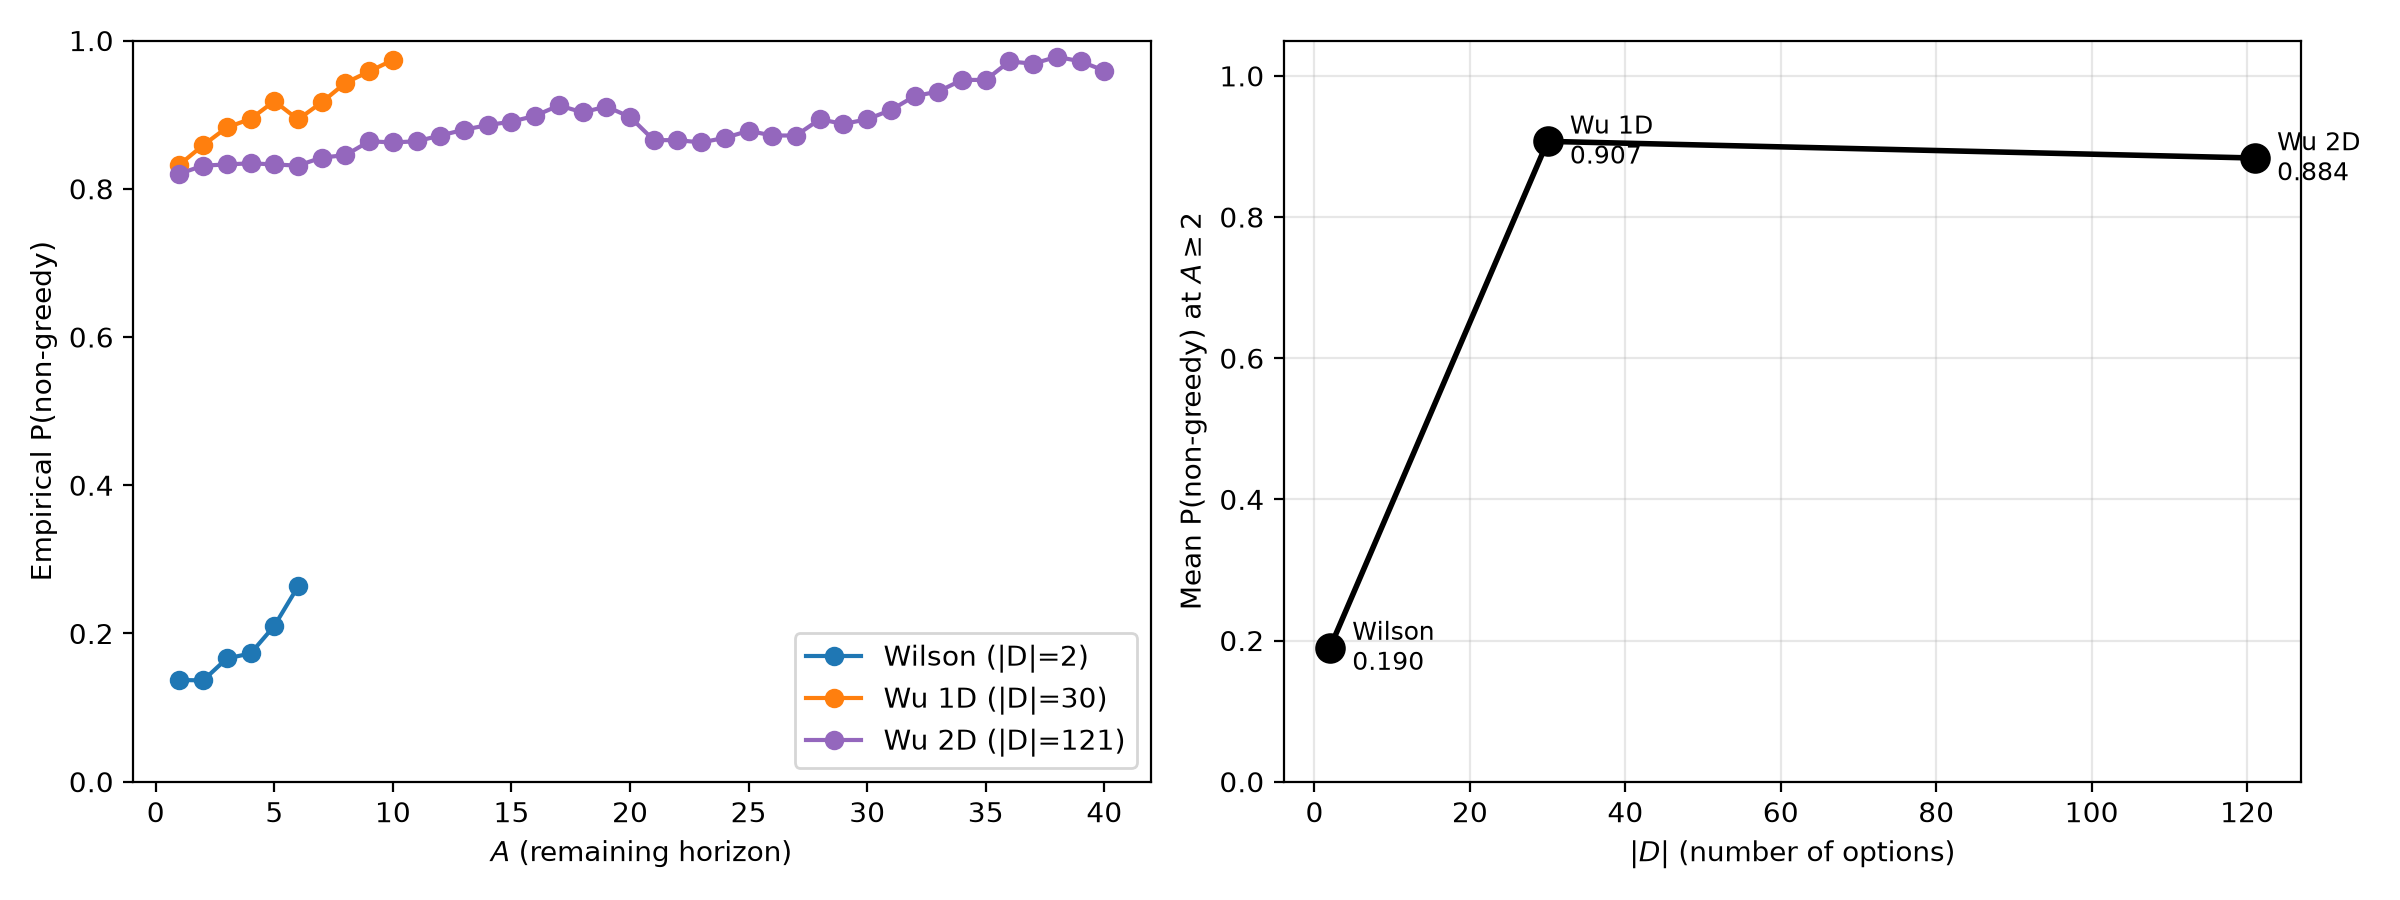 Empirical P(non-greedy)
1.0
0.8
0.6
0.4
0.2
0.0
0 5 10 15 20 25 30 35 40
A (remaining horizon)
Wilson (|D|=2)
Wu 1D (|D|=30)
Wu 2D (|D|=121)
Mean P(non-greedy) at A ≥ 2
1.0
0.8
0.6
0.4
0.2
0.0
0 20 40 60 80 100 120
|D| (number of options)
Wilson
0.190
Wu 1D
0.907
Wu 2D
0.884